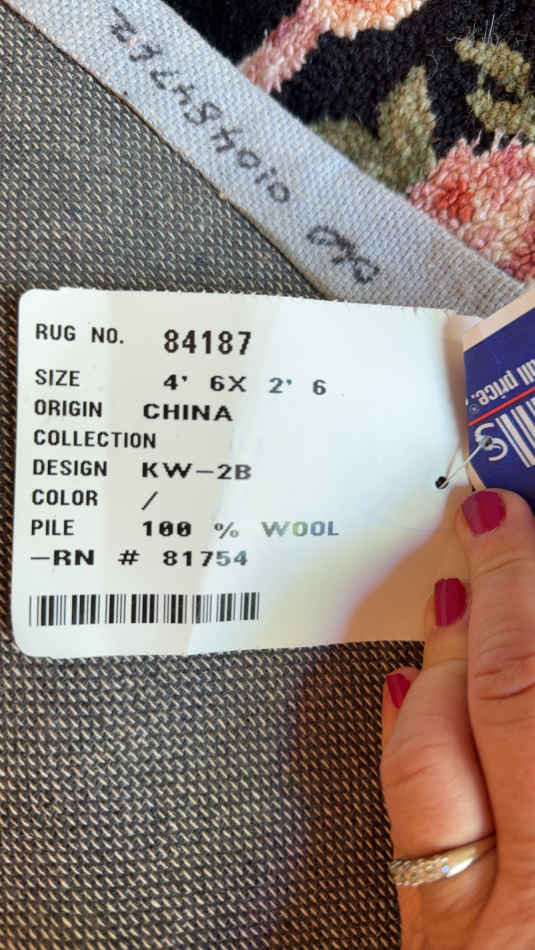 RUG NO. 84187
SIZE 4' 6X 2' 6
ORIGIN CHINA
COLLECTION
DESIGN KW-2B
COLOR /
PILE 100 % WOOL
-RN # 81754
price.